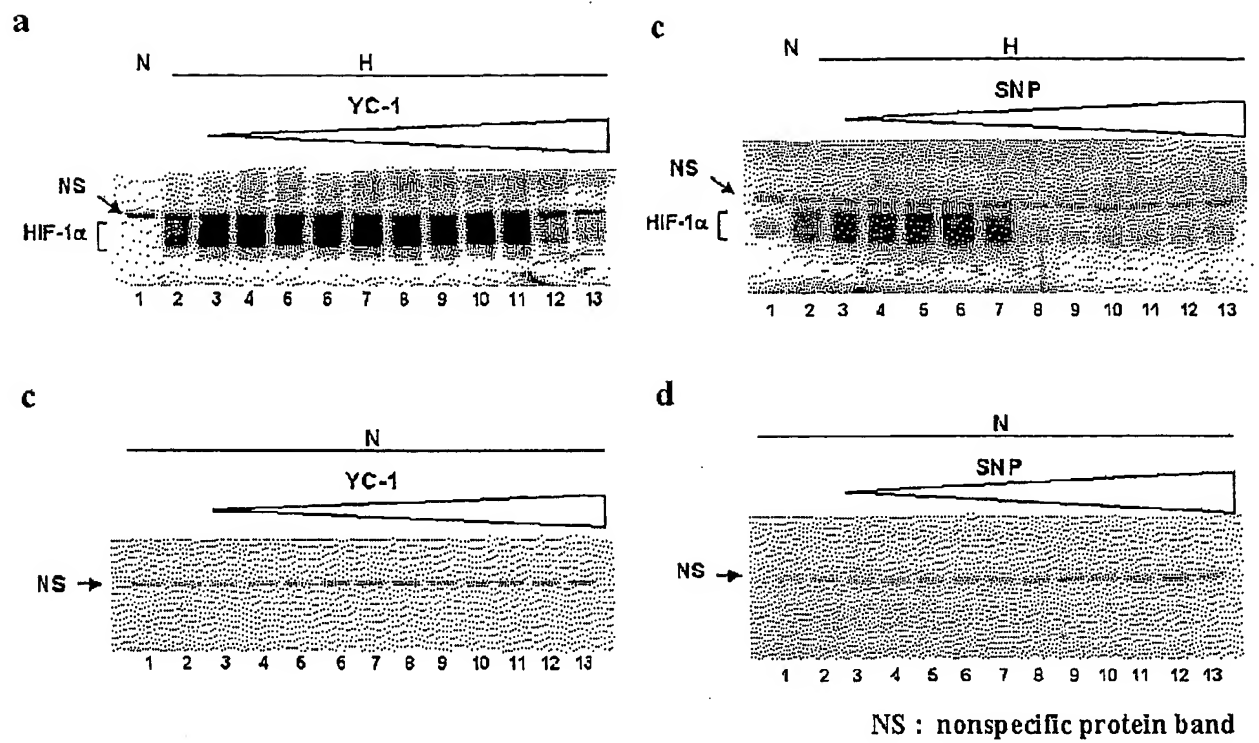 a
N H
YC-1
NS
HIF-1α
1 2 3 4 6 6 7 8 9 10 11 12 13
c
N H
SNP
NS
HIF-1α
1 2 3 4 5 6 7 8 9 10 11 12 13
c
N
YC-1
NS
1 2 3 4 5 6 7 8 9 10 11 12 13
d
N
SNP
NS
1 2 3 4 5 6 7 8 9 10 11 12 13
NS : nonspecific protein band